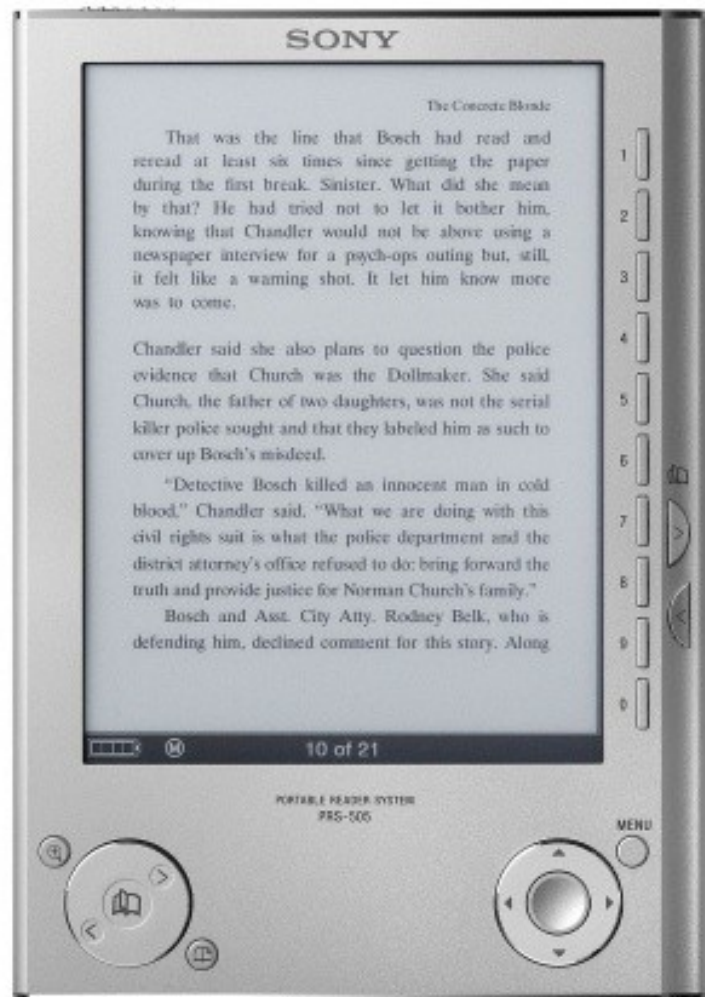 SONY
The Concrete Blonde
That was the line that Bosch had read and
reread at least six times since getting the paper
during the first break. Sinister. What did she mean
by that? He had tried not to let it bother him,
knowing that Chandler would not be above using a
newspaper interview for a psych-ops outing but, still,
it felt like a warning shot. It let him know more
was to come.
Chandler said she also plans to question the police
evidence that Church was the Dollmaker. She said
Church, the father of two daughters, was not the serial
killer police sought and that they labeled him as such to
cover up Bosch's misdeed.
“Detective Bosch killed an innocent man in cold
blood,” Chandler said. “What we are doing with this
civil rights suit is what the police department and the
district attorney's office refused to do: bring forward the
truth and provide justice for Norman Church's family.”
Bosch and Asst. City Atty. Rodney Belk, who is
defending him, declined comment for this story. Along
10 of 21
1
2
3
4
5
6
7
8
9
0
PORTABLE READER SYSTEM
PRS-505
MENU